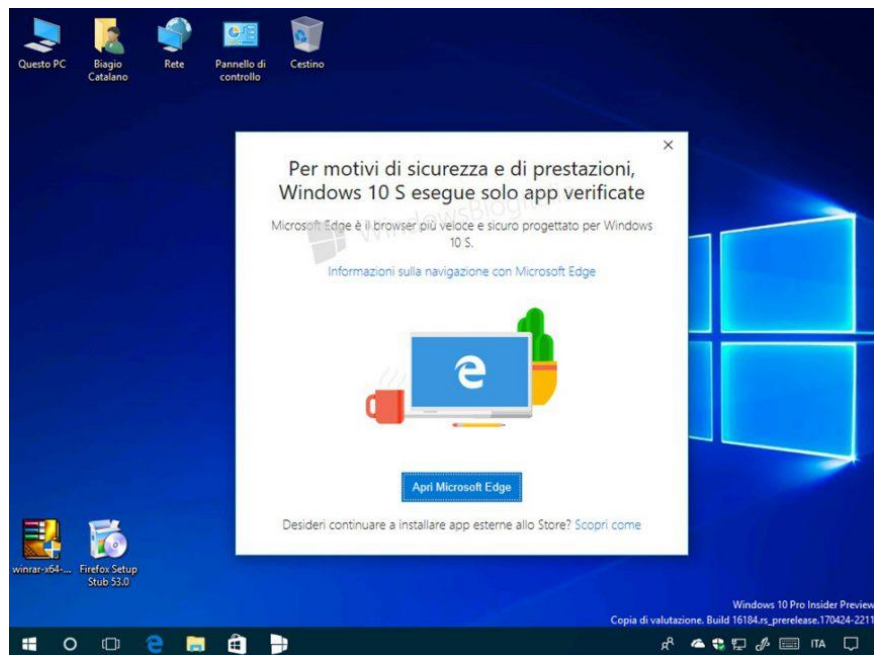 Questo PC
Biagio
Catalano
Rete
Pannello di
controllo
Cestino
Per motivi di sicurezza e di prestazioni,
Windows 10 S esegue solo app verificate
Microsoft Edge è il browser più veloce e sicuro progettato per Windows
10 S.
Informazioni sulla navigazione con Microsoft Edge
Apri Microsoft Edge
Desideri continuare a installare app esterne allo Store? Scopri come
winrar-x64-...
Firefox Setup
Stub 53.0
Windows 10 Pro Insider Preview
Copia di valutazione. Build 16184.rs_prerelease.170424-2211
ITA